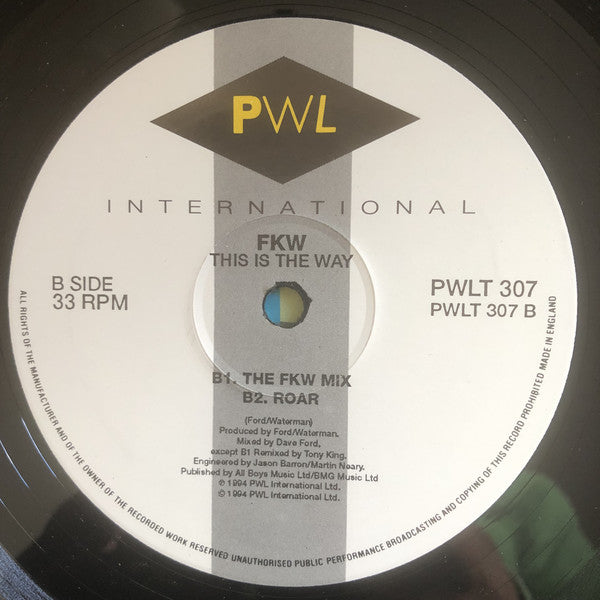 PWL
INTERNATIONAL
FKW
THIS IS THE WAY
B SIDE
33 RPM
PWLT 307
PWLT 307 B
B1. THE FKW MIX
B2. ROAR
(Ford/Waterman)
Produced by Ford/Waterman.
Mixed by Dave Ford.
except B1 Remixed by Tony King.
Engineered by Jason Barron/Martin Neary.
Published by All Boys Music Ltd/BMG Music Ltd
℗ 1994 PWL International Ltd.
© 1994 PWL International Ltd.
ALL RIGHTS OF THE MANUFACTURER AND OF THE OWNER OF THE RECORDED WORK RESERVED UNAUTHORISED PUBLIC PERFORMANCE BROADCASTING AND COPYING OF THIS RECORD PROHIBITED MADE IN ENGLAND